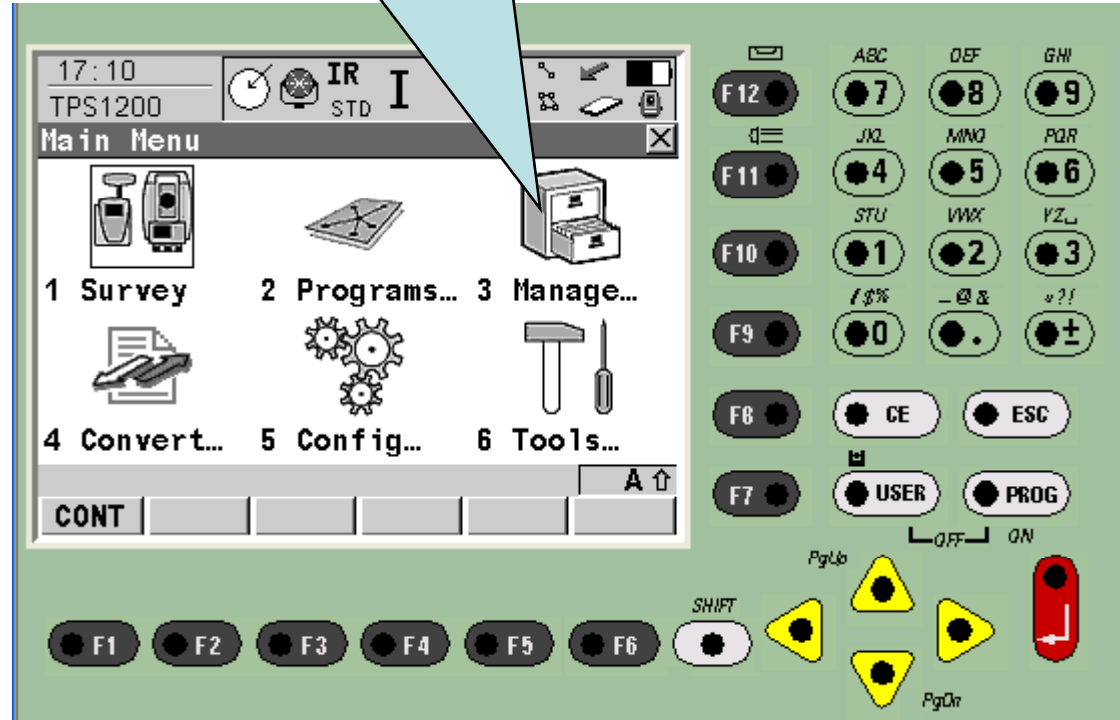 17:10
TPS1200
IR
STD
I
Main Menu
1 Survey
2 Programs…
3 Manage…
4 Convert…
5 Config…
6 Tools…
A
CONT
F12
ABC
DEF
GHI
7
8
9
F11
JKL
MNO
PQR
4
5
6
F10
STU
VWX
YZ␣
1
2
3
F9
/ $%
_ @ &
*?!
0
.
±
F8
CE
ESC
F7
USER
PROG
OFF
ON
PgUp
SHIFT
F1
F2
F3
F4
F5
F6
PgDn